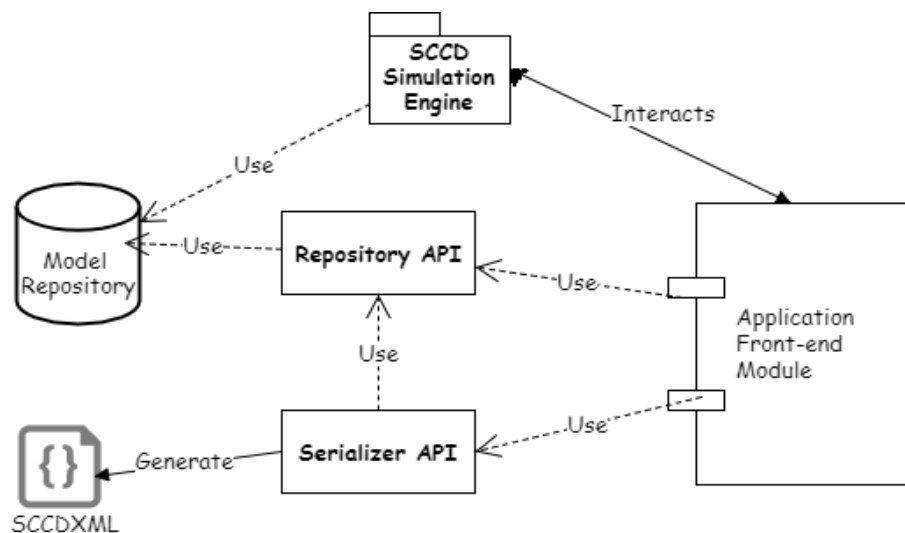 SCCD
Simulation
Engine
Interacts
Use
Model
Repository
Use
Repository API
Use
Application
Front-end
Module
Use
Serializer API
Use
Generate
{}
SCCDXML